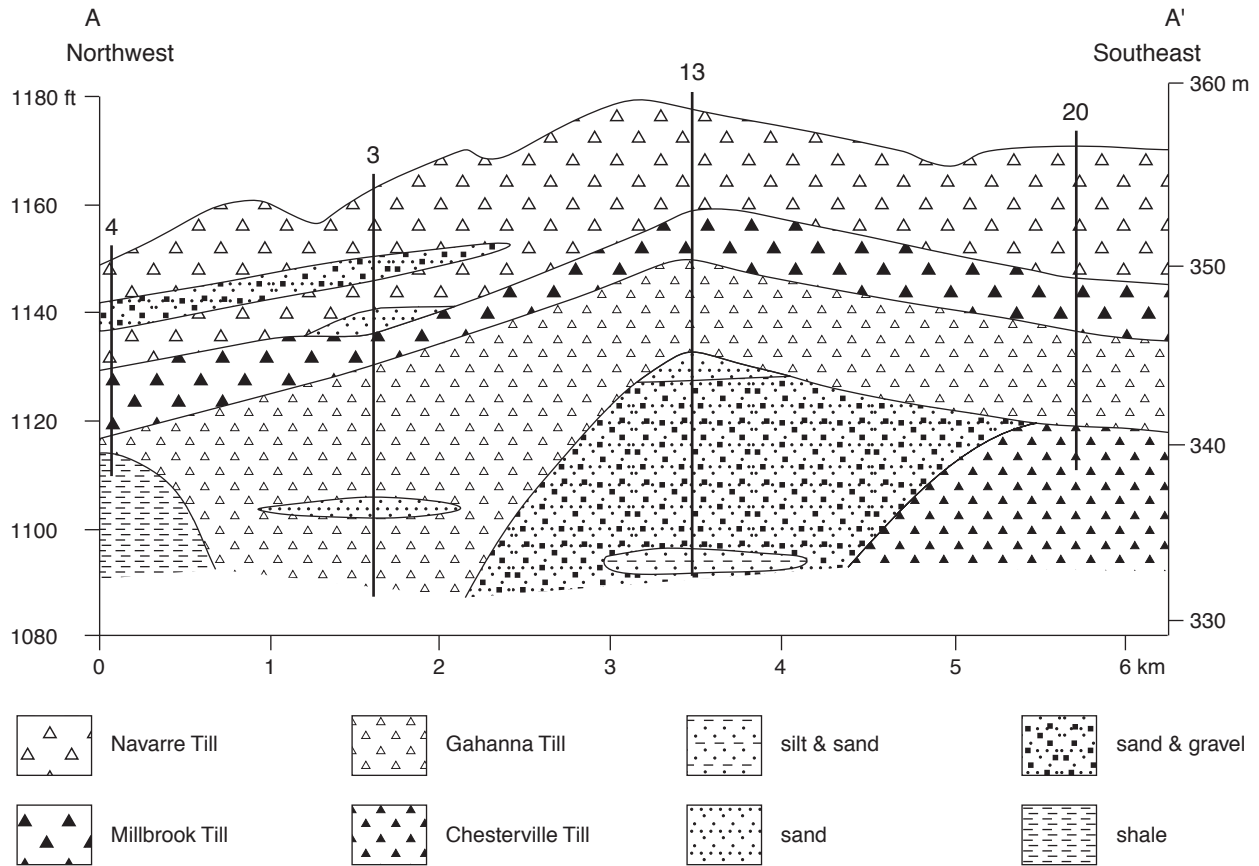 A
A'
Northwest
Southeast
13
1180 ft
360 m
20
3
1160
4
350
1140
1120
340
1100
330
1080
0
1
2
3
4
5
6 km
Navarre Till
Gahanna Till
silt & sand
sand & gravel
Millbrook Till
Chesterville Till
sand
shale